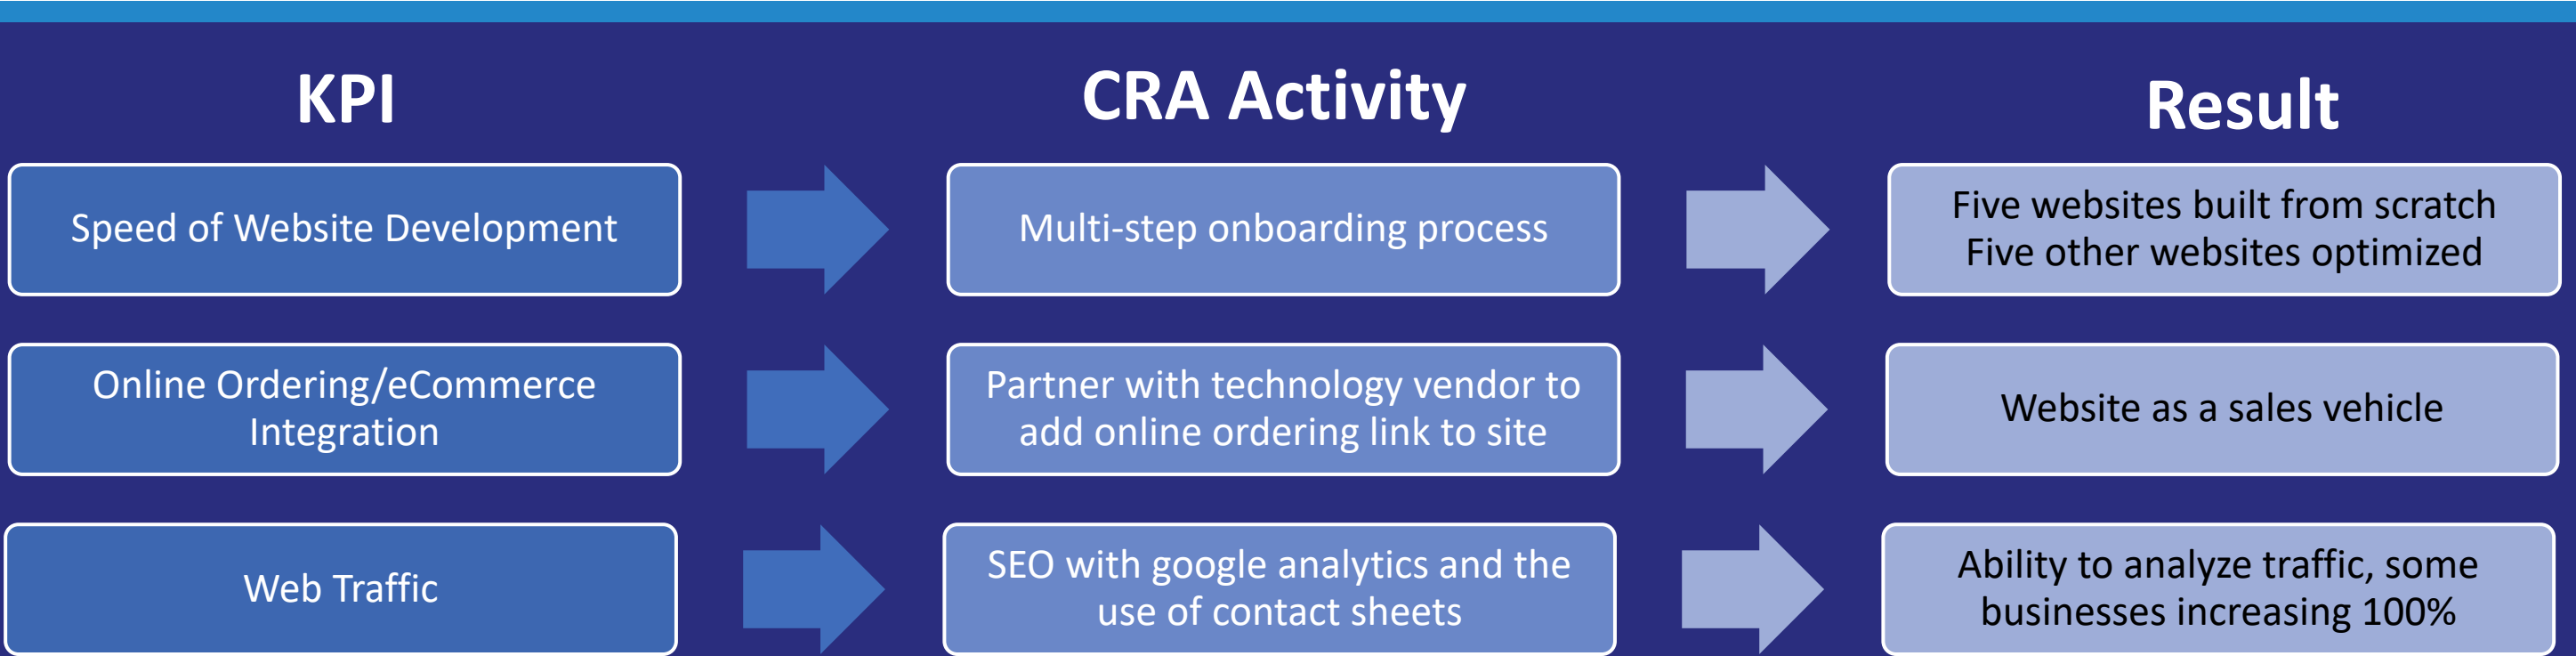 KPI
CRA Activity
Result
Speed of Website Development
Multi-step onboarding process
Five websites built from scratch
Five other websites optimized
Online Ordering/eCommerce
Integration
Partner with technology vendor to
add online ordering link to site
Website as a sales vehicle
Web Traffic
SEO with google analytics and the
use of contact sheets
Ability to analyze traffic, some
businesses increasing 100%